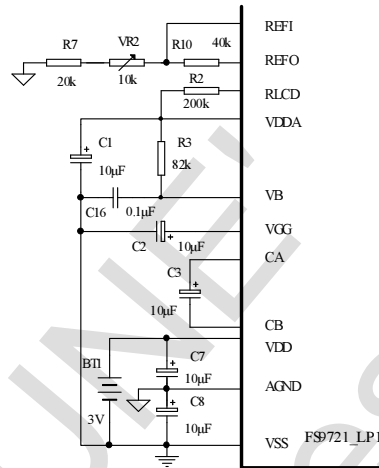 REFI
R7 VR2 R10 40k REFO
20k 10k R2
200k RLCD
VDDA
C1 R3
10μF 82k
VB
C16 0.1μF
VGG
C2 10μF
CA
C3
10μF
CB
VDD
BT1 C7
10μF
AGND
C8
3V 10μF
VSS FS9721_LP1